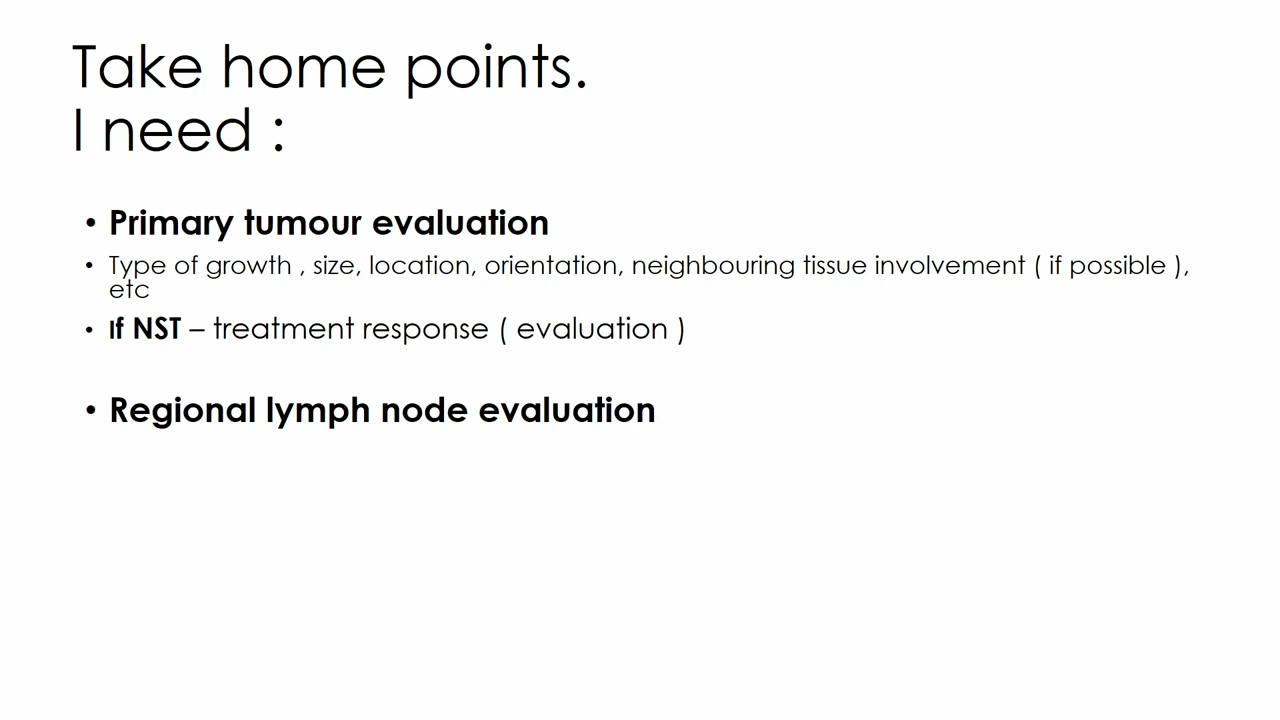 Take home points.
I need :
• Primary tumour evaluation
• Type of growth , size, location, orientation, neighbouring tissue involvement ( if possible ),
etc
• If NST – treatment response ( evaluation )
• Regional lymph node evaluation